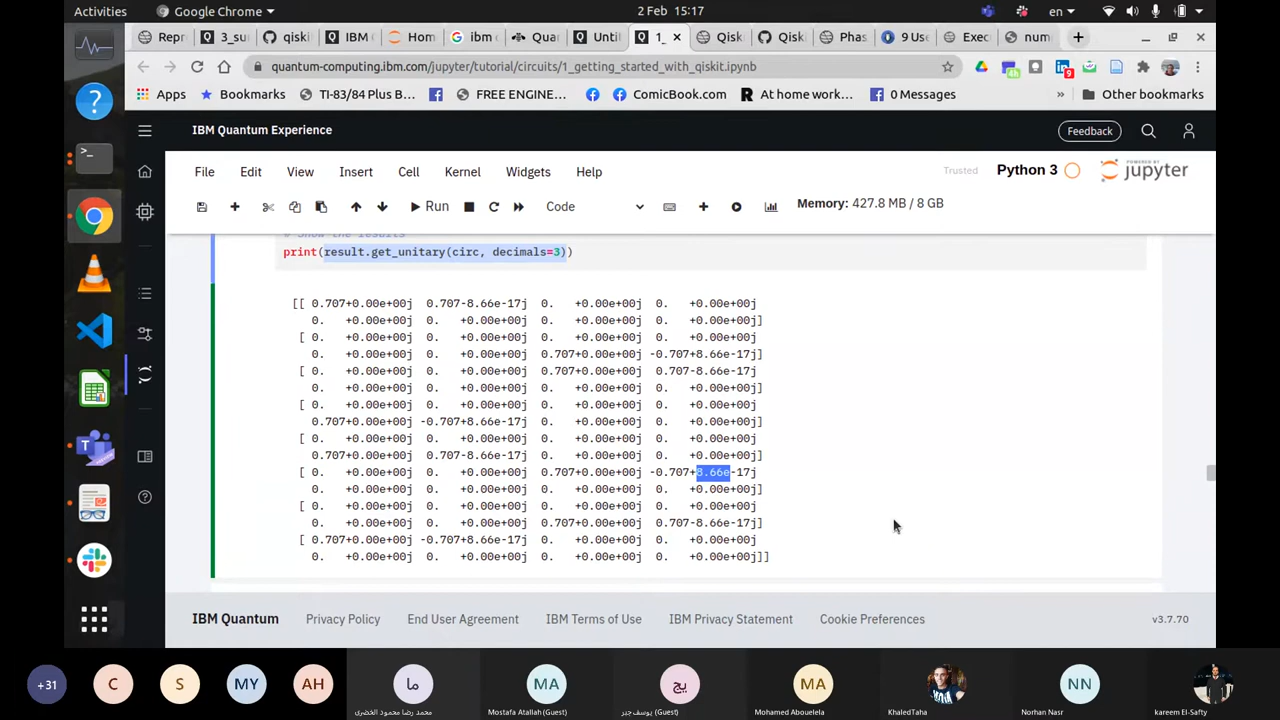 Activities
Google Chrome
2 Feb 15:17
en
Repr
3_su
qiski
IBM (
Hom
ibm c
Quar
Unti
1_
Qisk
Qisk
Phas
9 Use
Exec
num
quantum-computing.ibm.com/jupyter/tutorial/circuits/1_getting_started_with_qiskit.ipynb
Apps
Bookmarks
TI-83/84 Plus B...
FREE ENGINE...
ComicBook.com
At home work...
0 Messages
»
Other bookmarks
IBM Quantum Experience
Feedback
File Edit View Insert Cell Kernel Widgets Help
Trusted
Python 3
POWERED BY
jupyter
Run
Code
Memory: 427.8 MB / 8 GB
# Show the results
print(result.get_unitary(circ, decimals=3))
[[ 0.707+0.00e+00j 0.707-8.66e-17j 0. +0.00e+00j 0. +0.00e+00j
0. +0.00e+00j 0. +0.00e+00j 0. +0.00e+00j 0. +0.00e+00j]
[ 0. +0.00e+00j 0. +0.00e+00j 0. +0.00e+00j 0. +0.00e+00j
0. +0.00e+00j 0. +0.00e+00j 0.707+0.00e+00j -0.707+8.66e-17j]
[ 0. +0.00e+00j 0. +0.00e+00j 0.707+0.00e+00j 0.707-8.66e-17j
0. +0.00e+00j 0. +0.00e+00j 0. +0.00e+00j 0. +0.00e+00j]
[ 0. +0.00e+00j 0. +0.00e+00j 0. +0.00e+00j 0. +0.00e+00j
0.707+0.00e+00j -0.707+8.66e-17j 0. +0.00e+00j 0. +0.00e+00j]
[ 0. +0.00e+00j 0. +0.00e+00j 0. +0.00e+00j 0. +0.00e+00j
0.707+0.00e+00j 0.707-8.66e-17j 0. +0.00e+00j 0. +0.00e+00j]
[ 0. +0.00e+00j 0. +0.00e+00j 0.707+0.00e+00j -0.707+8.66e-17j
0. +0.00e+00j 0. +0.00e+00j 0. +0.00e+00j 0. +0.00e+00j]
[ 0. +0.00e+00j 0. +0.00e+00j 0. +0.00e+00j 0. +0.00e+00j
0. +0.00e+00j 0. +0.00e+00j 0.707+0.00e+00j 0.707-8.66e-17j]
[ 0.707+0.00e+00j -0.707+8.66e-17j 0. +0.00e+00j 0. +0.00e+00j
0. +0.00e+00j 0. +0.00e+00j 0. +0.00e+00j 0. +0.00e+00j]]
IBM Quantum
Privacy Policy
End User Agreement
IBM Terms of Use
IBM Privacy Statement
Cookie Preferences
v3.7.70
+31
C
S
MY
AH
ما
MA
يج
MA
NN
محمد رضا محمود الخضرى
Mostafa Atallah (Guest)
يوسف جبر (Guest)
Mohamed Abouelela
KhaledTaha
Norhan Nasr
kareem El-Safty